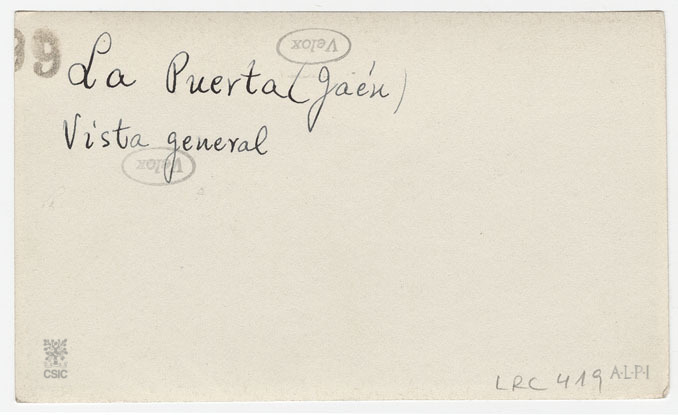 99
Velox
La Puerta (Jaén)
Vista general
Velox
CSIC
LRC 419
A·L·P·I